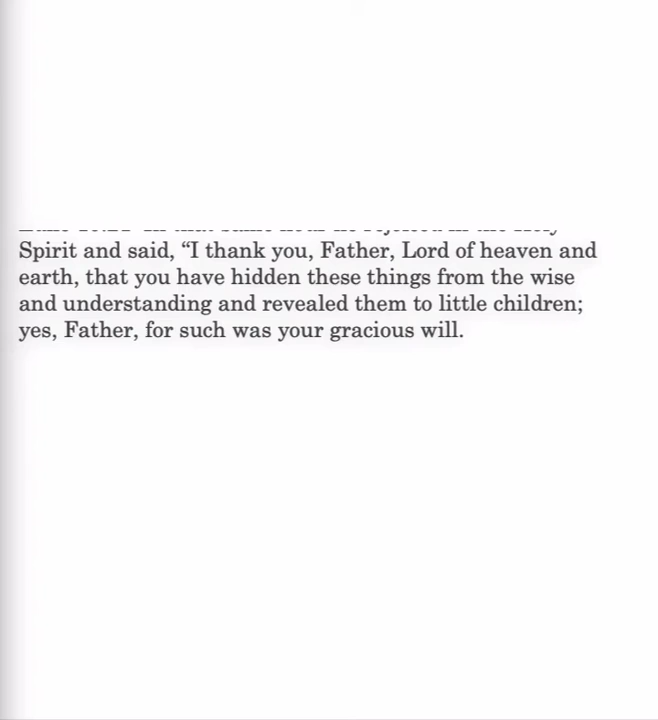 Spirit and said, “I thank you, Father, Lord of heaven and
earth, that you have hidden these things from the wise
and understanding and revealed them to little children;
yes, Father, for such was your gracious will.